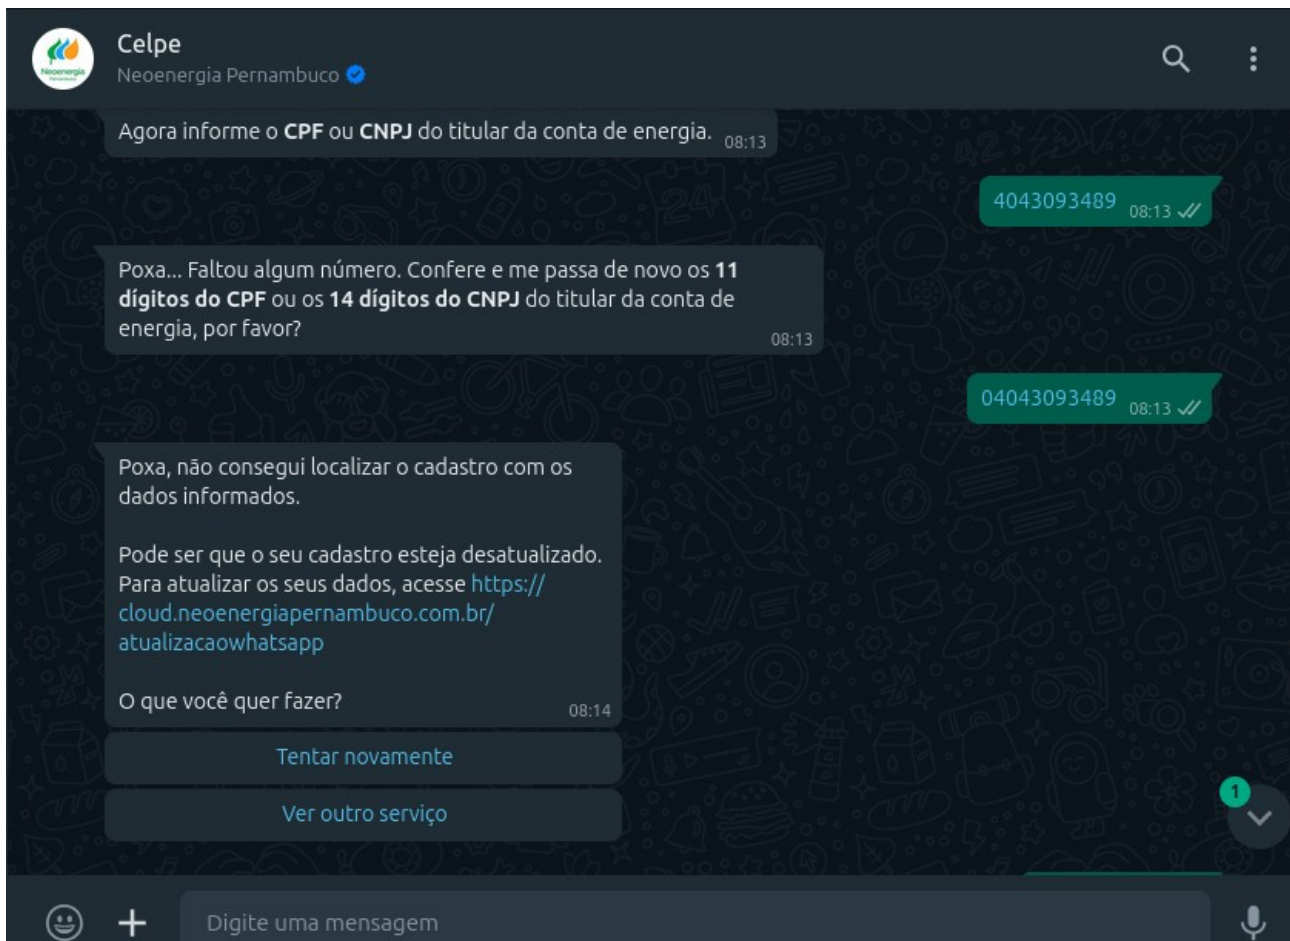 Celpe
Neoenergia Pernambuco
Neoenergia
Pernambuco
Agora informe o CPF ou CNPJ do titular da conta de energia.
08:13
4043093489
08:13
Poxa... Faltou algum número. Confere e me passa de novo os 11
dígitos do CPF ou os 14 dígitos do CNPJ do titular da conta de
energia, por favor?
08:13
04043093489
08:13
Poxa, não consegui localizar o cadastro com os
dados informados.
Pode ser que o seu cadastro esteja desatualizado.
Para atualizar os seus dados, acesse https://
cloud.neoenergiapernambuco.com.br/
atualizacaowhatsapp
O que você quer fazer?
08:14
Tentar novamente
Ver outro serviço
1
Digite uma mensagem